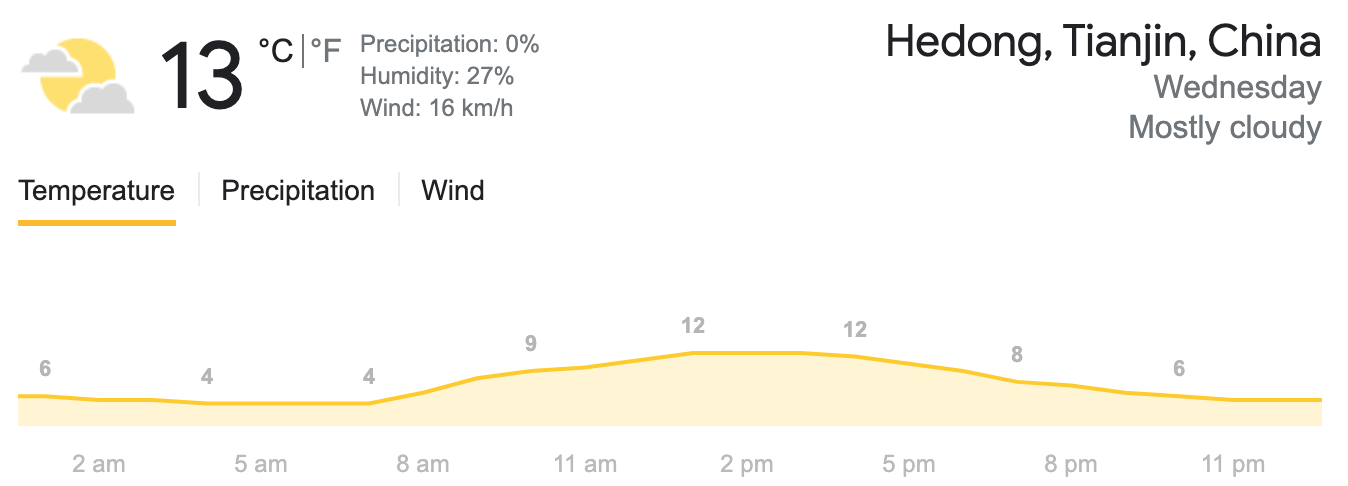 13 °C | °F
Precipitation: 0%
Humidity: 27%
Wind: 16 km/h
Hedong, Tianjin, China
Wednesday
Mostly cloudy
Temperature | Precipitation | Wind
6 4 4 9 12 12 8 6
2 am 5 am 8 am 11 am 2 pm 5 pm 8 pm 11 pm